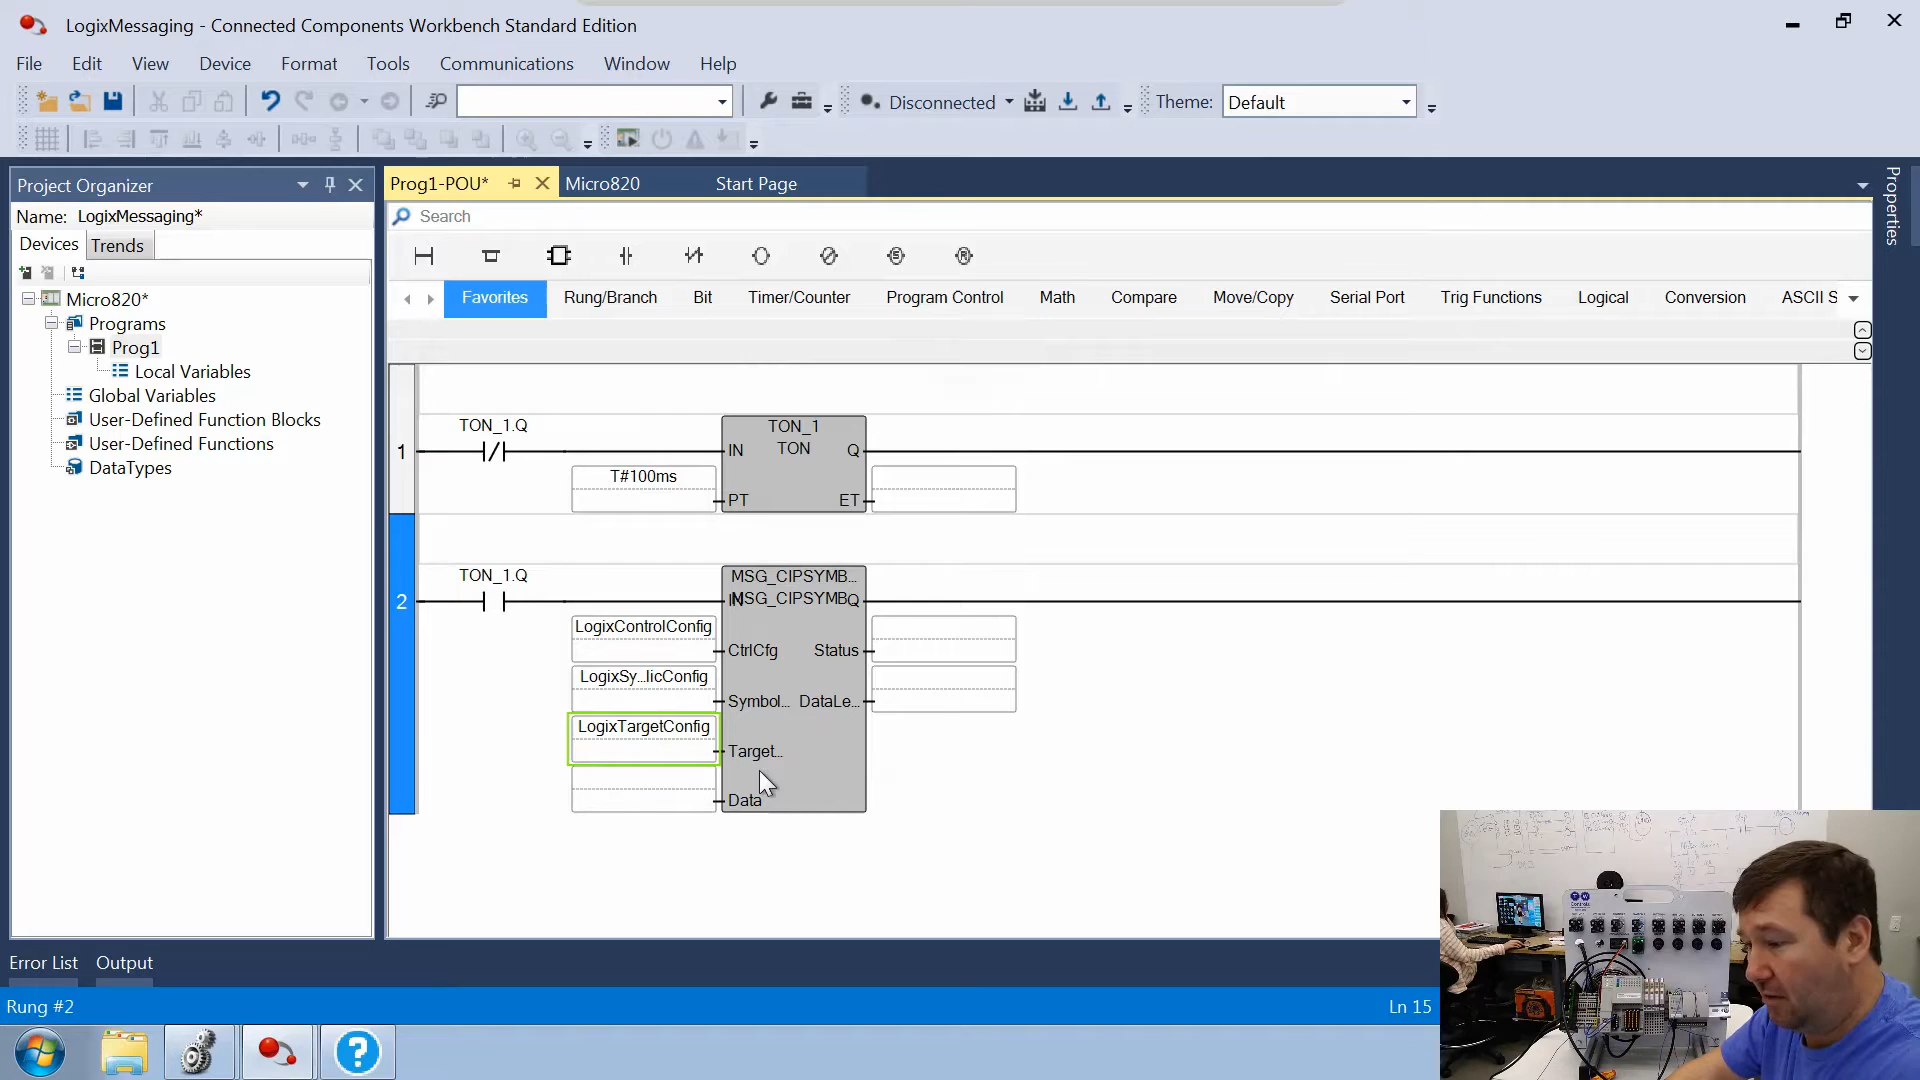 LogixMessaging - Connected Components Workbench Standard Edition
File Edit View Device Format Tools Communications Window Help
Disconnected Theme: Default
Project Organizer
Name: LogixMessaging*
Devices Trends
Micro820*
Programs
Prog1
Local Variables
Global Variables
User-Defined Function Blocks
User-Defined Functions
DataTypes
Prog1-POU* Micro820 Start Page
Search
Favorites Rung/Branch Bit Timer/Counter Program Control Math Compare Move/Copy Serial Port Trig Functions Logical Conversion ASCII S
Properties
TON_1.Q TON_1
1 IN TON Q
T#100ms
PT ET
TON_1.Q MSG_CIPSYMB...
2 IN MSG_CIPSYMB Q
LogixControlConfig
CtrlCfg Status
LogixSy...licConfig
Symbol... DataLe...
LogixTargetConfig
Target...
Data
Error List Output
Rung #2 Ln 15